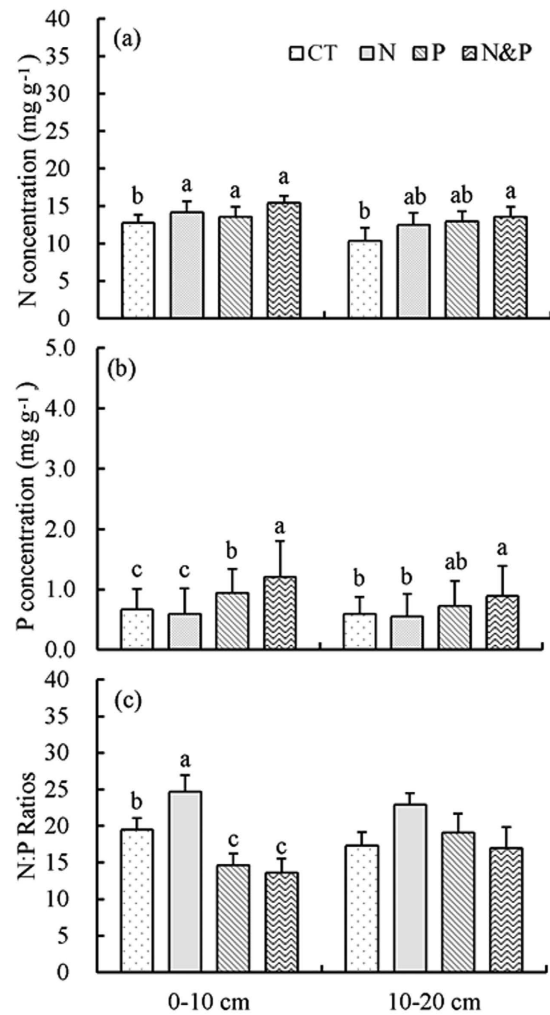 (a)
CT N P N&P
N concentration (mg g⁻¹)
40
35
30
25
20
15
10
5
0
b a a a b ab ab a
(b)
P concentration (mg g⁻¹)
5.0
4.0
3.0
2.0
1.0
0.0
c c b a b b ab a
(c)
N:P Ratios
40
35
30
25
20
15
10
5
0
b a c c
0-10 cm 10-20 cm